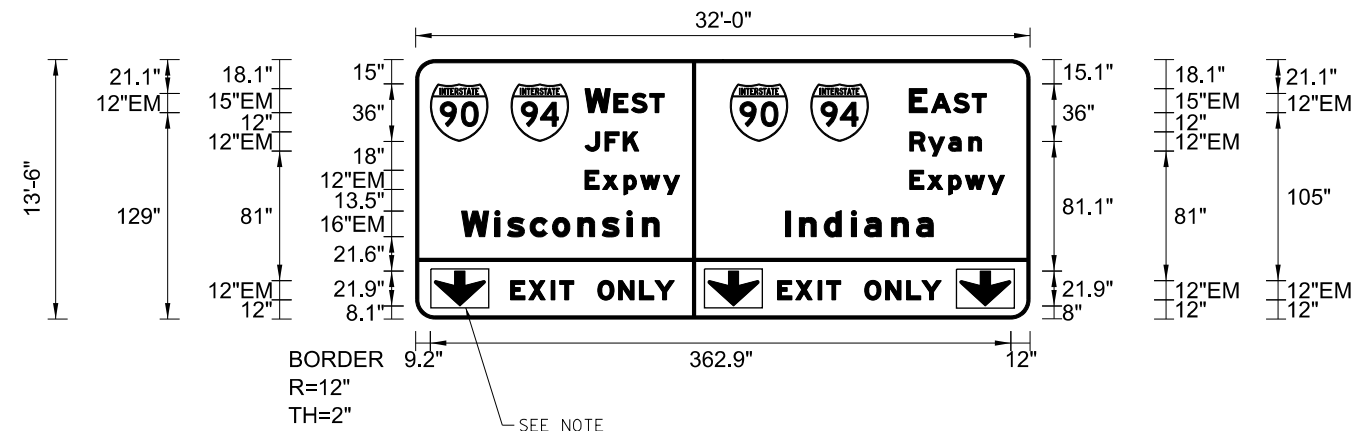 32'-0"
13'-6"
21.1"
12"EM
129"
18.1"
15"EM
12"
12"EM
81"
12"EM
12"
15"
36"
18"
12"EM
13.5"
16"EM
21.6"
21.9"
8.1"
INTERSTATE 90 INTERSTATE 94 WEST
JFK
Expwy
Wisconsin
EXIT ONLY
INTERSTATE 90 INTERSTATE 94 EAST
Ryan
Expwy
Indiana
EXIT ONLY
15.1"
36"
81.1"
21.9"
8"
18.1"
15"EM
12"
12"EM
81"
12"EM
12"
21.1"
12"EM
105"
12"EM
12"
BORDER
R=12"
TH=2"
9.2" 362.9" 12"
SEE NOTE